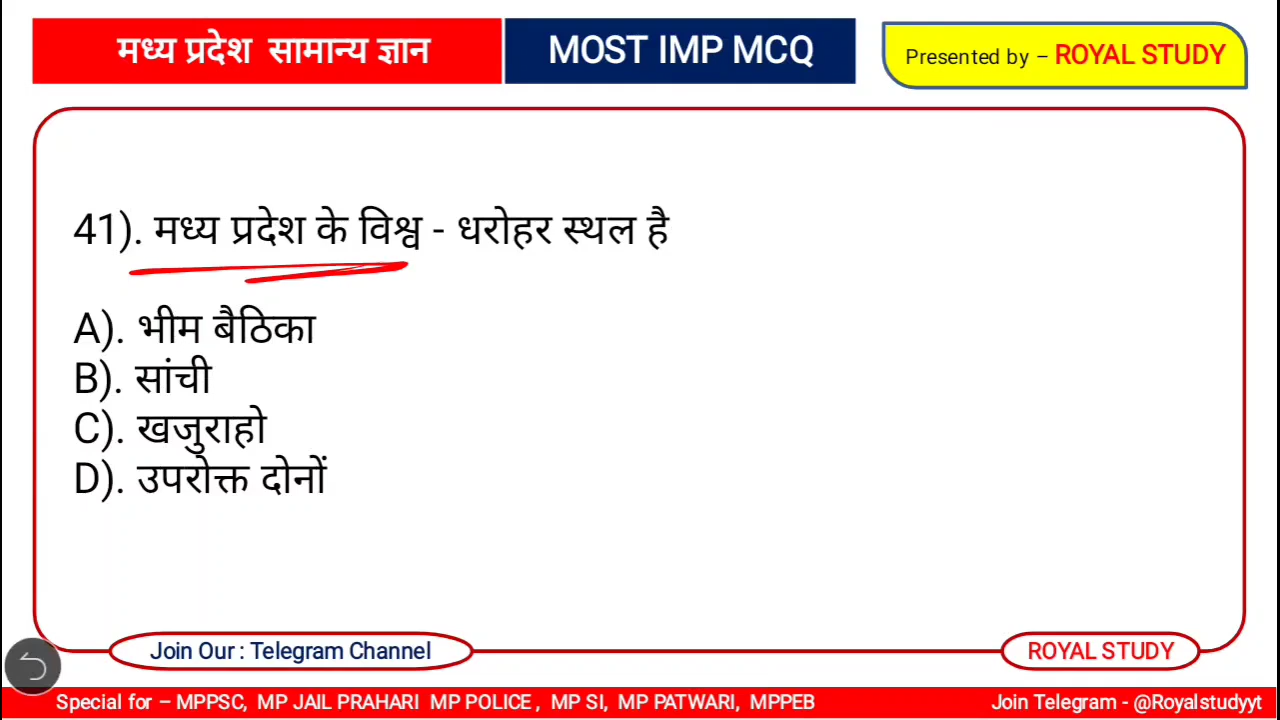 मध्य प्रदेश सामान्य ज्ञान
MOST IMP MCQ
Presented by – ROYAL STUDY
41). मध्य प्रदेश के विश्व - धरोहर स्थल है
A). भीम बैठिका
B). सांची
C). खजुराहो
D). उपरोक्त दोनों
Join Our : Telegram Channel
ROYAL STUDY
Special for – MPPSC, MP JAIL PRAHARI MP POLICE , MP SI, MP PATWARI, MPPEB
Join Telegram - @Royalstudyyt